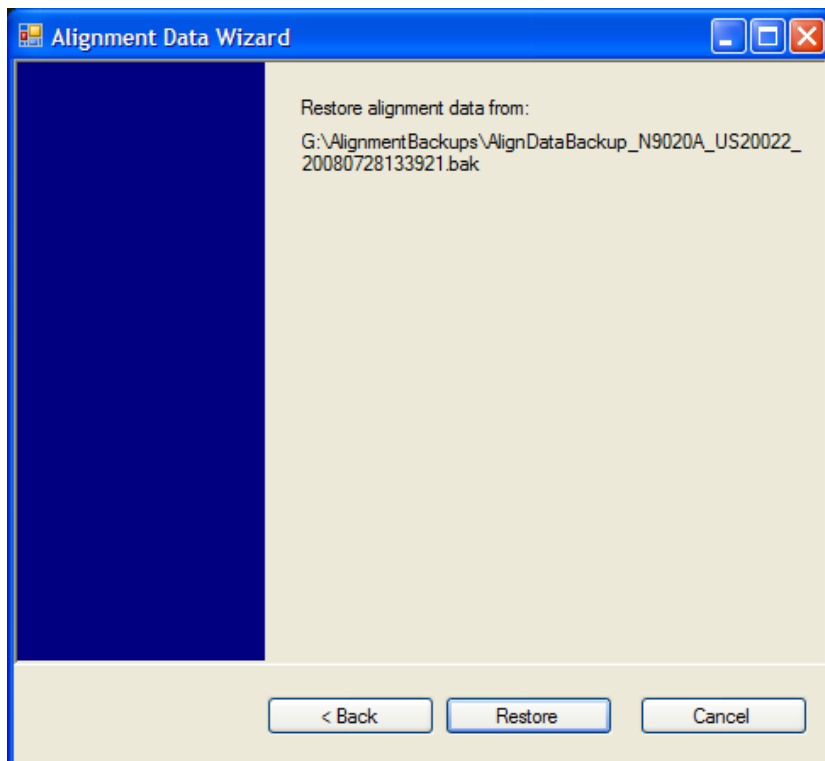 Alignment Data Wizard
Restore alignment data from:
G:\AlignmentBackups\AlignDataBackup_N9020A_US20022_
20080728133921.bak
< Back
Restore
Cancel